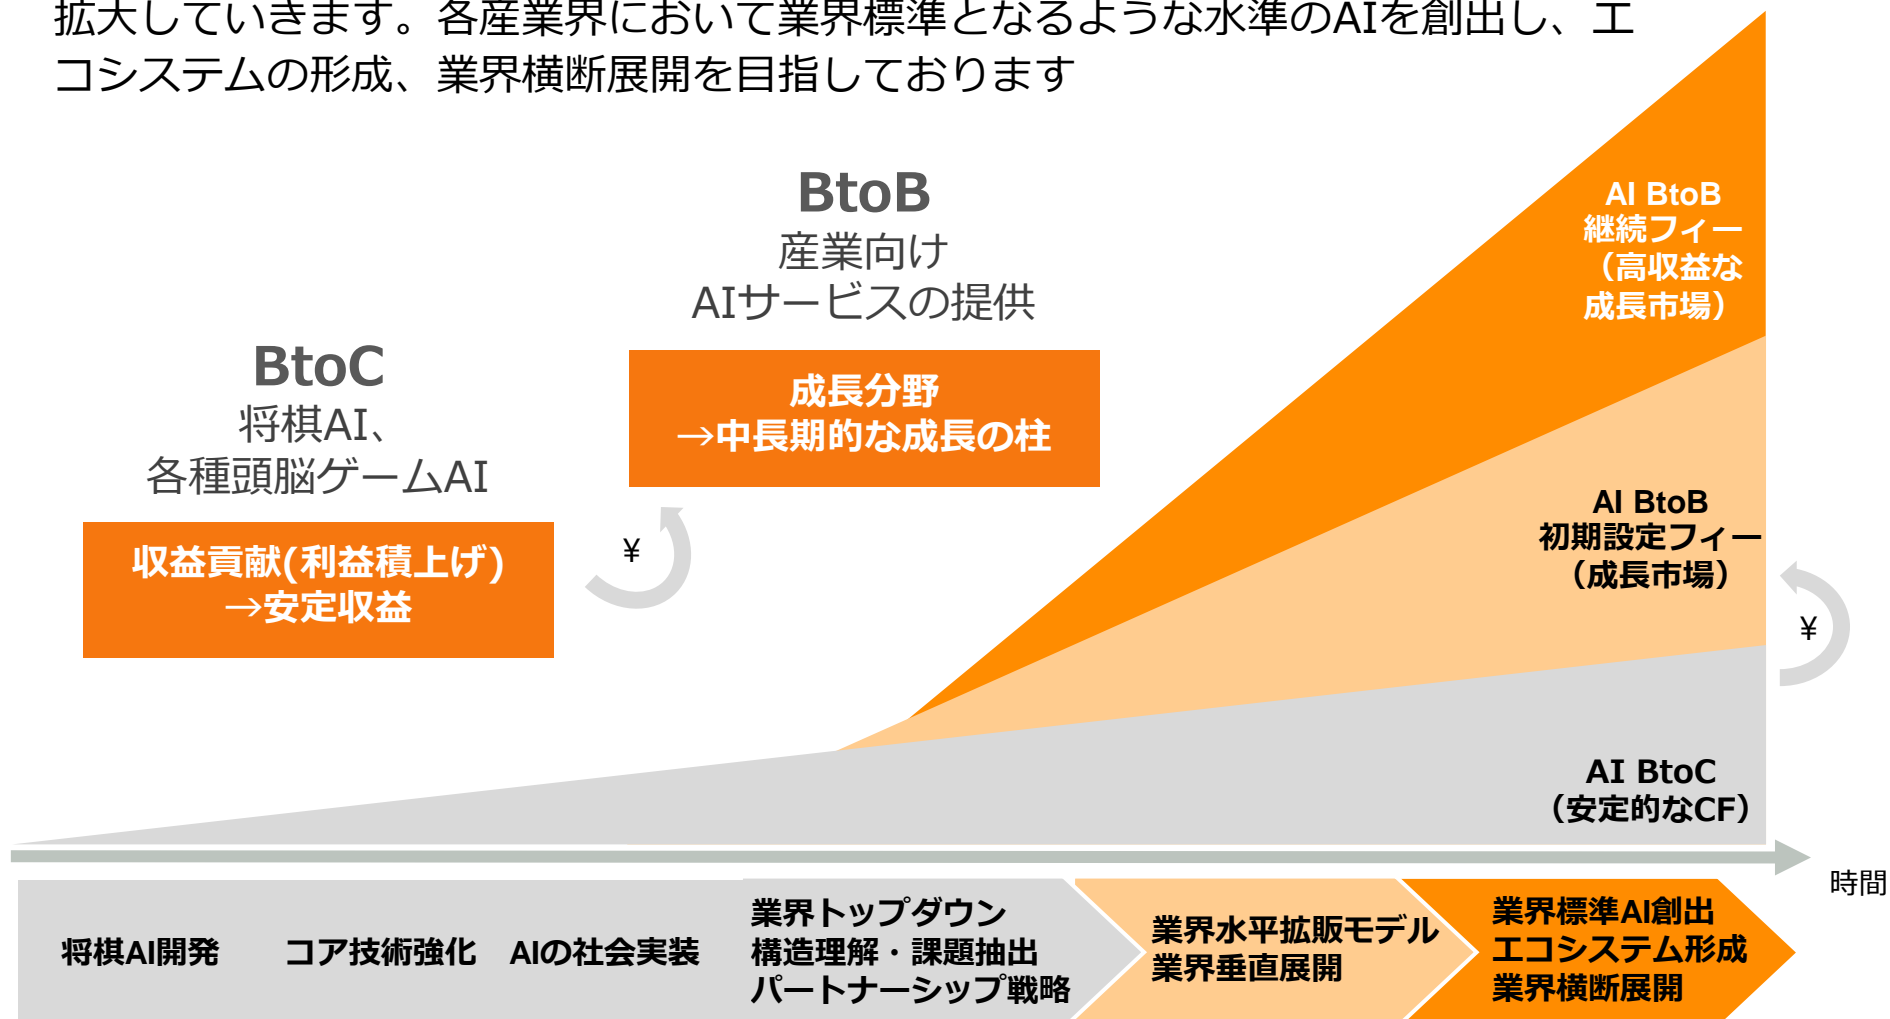 拡大していきます。各産業界において業界標準となるような水準のAIを創出し、エ
コシステムの形成、業界横断展開を目指しております
BtoB
産業向け
AIサービスの提供
成長分野
→中長期的な成長の柱
BtoC
将棋AI、
各種頭脳ゲームAI
収益貢献(利益積上げ)
→安定収益
¥
AI BtoB
継続フィー
（高収益な
成長市場）
AI BtoB
初期設定フィー
（成長市場）
¥
AI BtoC
（安定的なCF）
時間
将棋AI開発
コア技術強化
AIの社会実装
業界トップダウン
構造理解・課題抽出
パートナーシップ戦略
業界水平拡販モデル
業界垂直展開
業界標準AI創出
エコシステム形成
業界横断展開